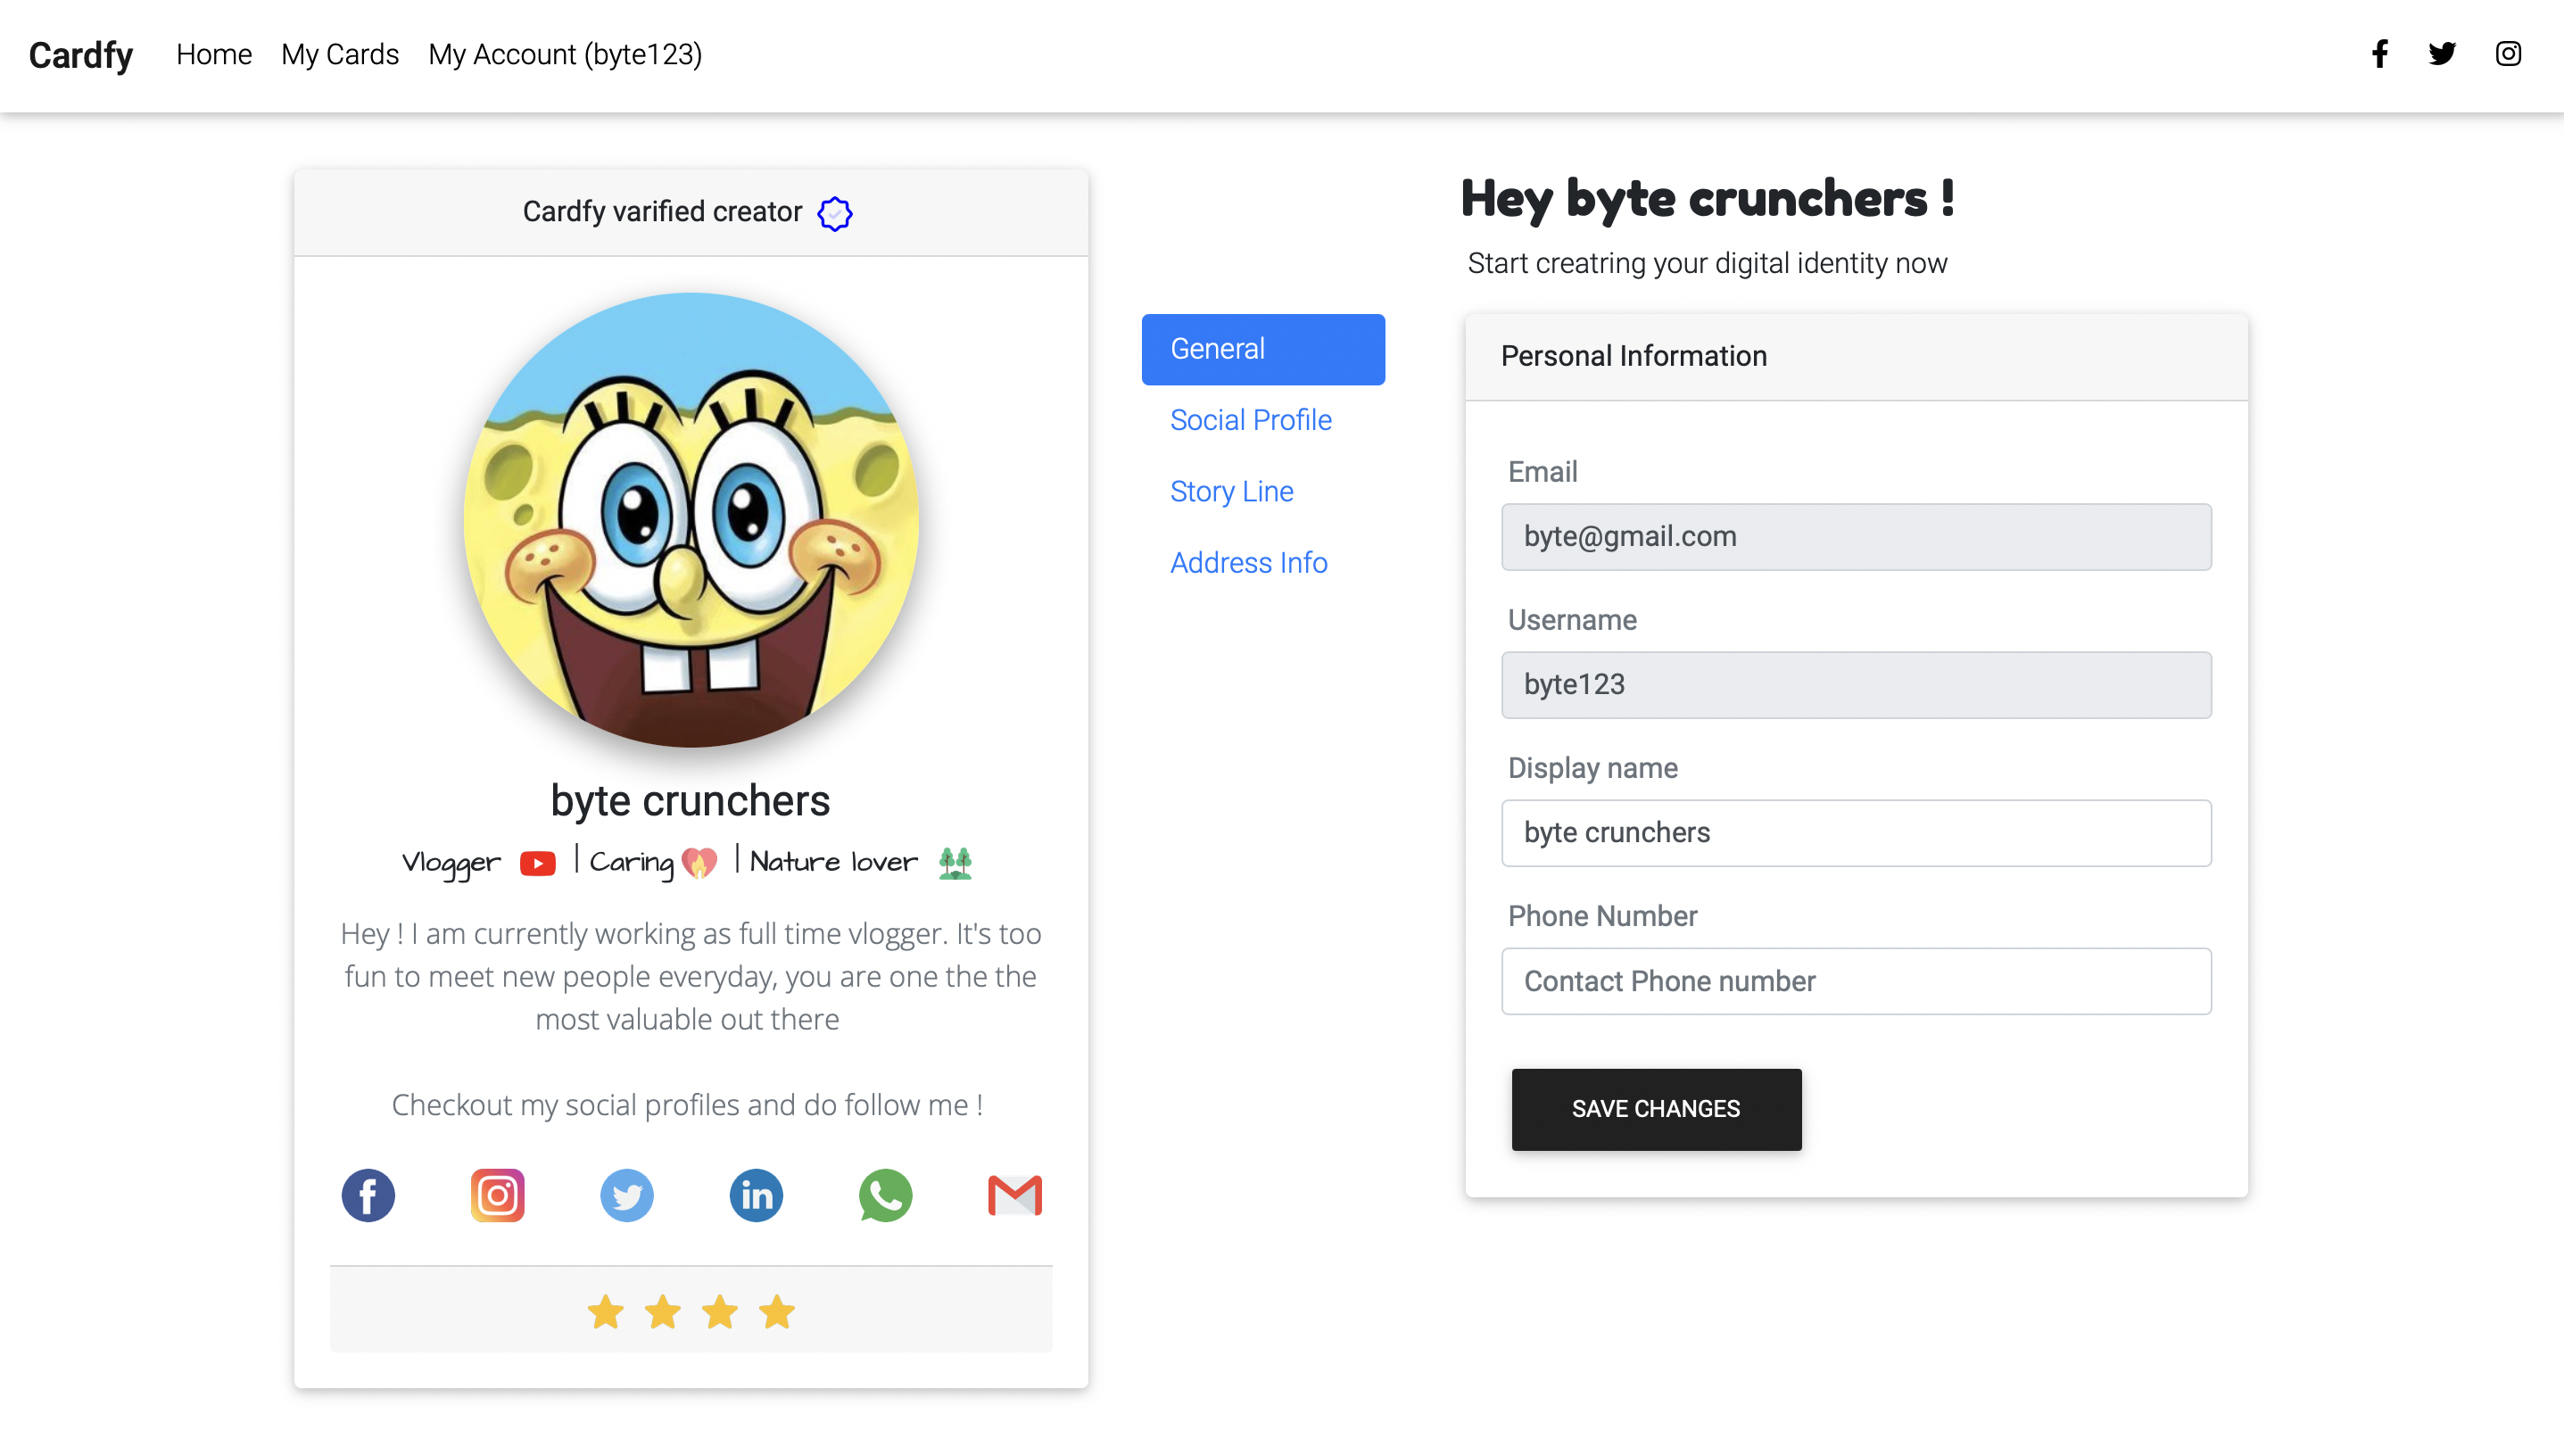 Cardfy Home My Cards My Account (byte123)
Cardfy varified creator
byte crunchers
Vlogger | Caring | Nature lover
Hey ! I am currently working as full time vlogger. It's too
fun to meet new people everyday, you are one the the
most valuable out there
Checkout my social profiles and do follow me !
General
Social Profile
Story Line
Address Info
Hey byte crunchers !
Start creatring your digital identity now
Personal Information
Email
byte@gmail.com
Username
byte123
Display name
byte crunchers
Phone Number
Contact Phone number
SAVE CHANGES